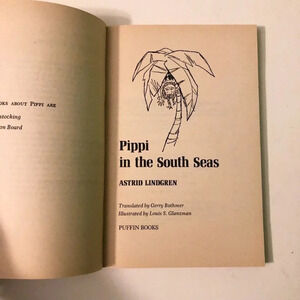 OKS ABOUT PIPPI ARE
stocking
on Board
Pippi
in the South Seas
ASTRID LINDGREN
Translated by Gerry Bothmer
Illustrated by Louis S. Glanzman
PUFFIN BOOKS